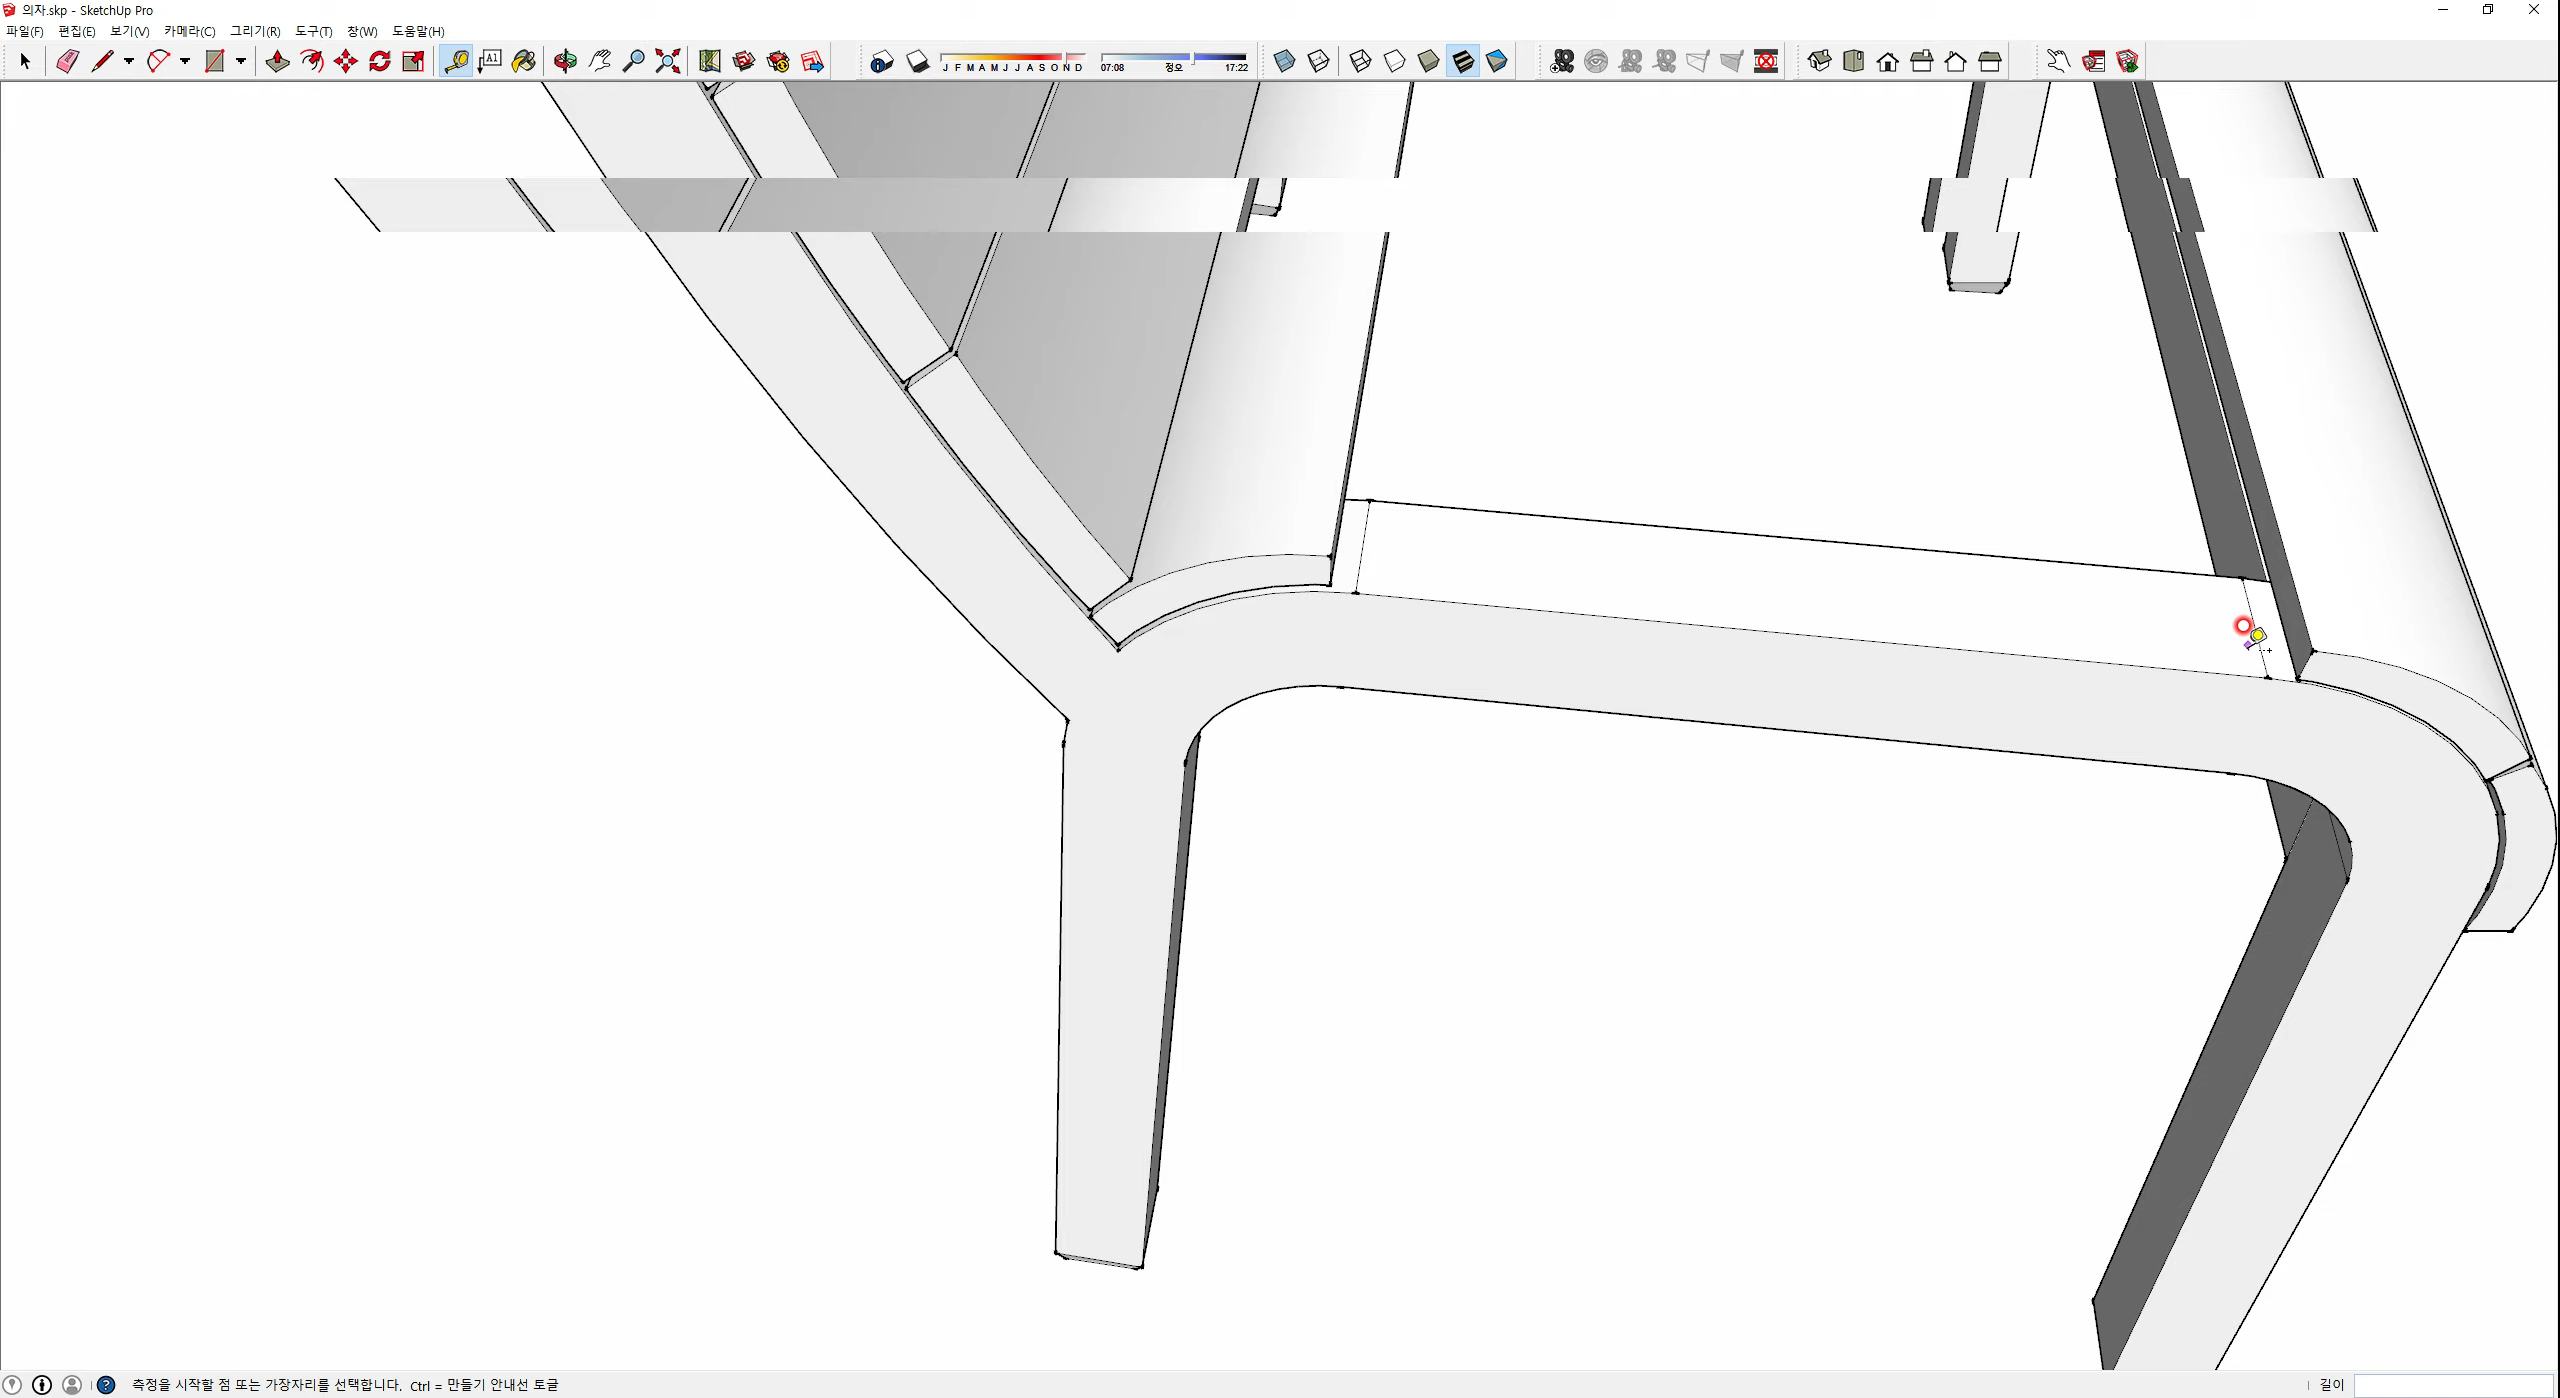 의자.skp - SketchUp Pro
파일(F) 편집(E) 보기(V) 카메라(C) 그리기(R) 도구(T) 창(W) 도움말(H)
A1
J F M A M J J A S O N D 07:08 정오 17:22
측정을 시작할 점 또는 가장자리를 선택합니다. Ctrl = 만들기 안내선 토글 길이